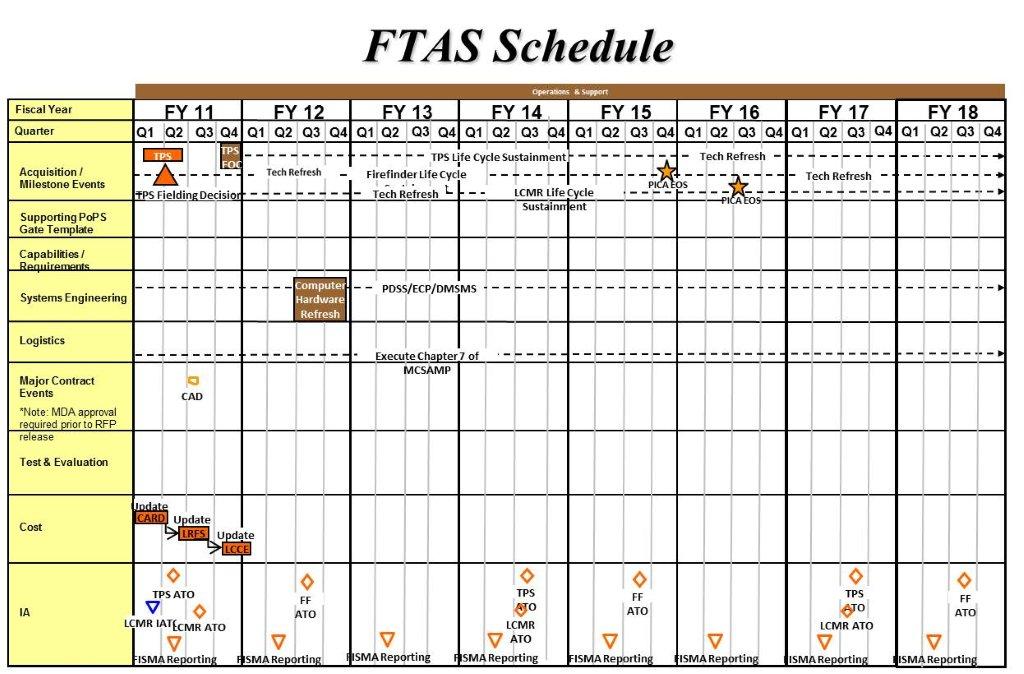 FTAS Schedule
Operations & Support
Fiscal Year FY 11 FY 12 FY 13 FY 14 FY 15 FY 16 FY 17 FY 18
Quarter Q1 Q2 Q3 Q4 Q1 Q2 Q3 Q4 Q1 Q2 Q3 Q4 Q1 Q2 Q3 Q4 Q1 Q2 Q3 Q4 Q1 Q2 Q3 Q4 Q1 Q2 Q3 Q4 Q1 Q2 Q3 Q4
Acquisition /
Milestone Events
TPS
TPS
FOC
TPS Fielding Decision
TPS Life Cycle Sustainment
Tech Refresh
Tech Refresh
Firefinder Life Cycle
PICA EOS
Tech Refresh
Tech Refresh
LCMR Life Cycle
Sustainment
PICA EOS
Supporting PoPS
Gate Template
Capabilities /
Requirements
Systems Engineering
Computer
Hardware
Refresh
PDSS/ECP/DMSMS
Logistics
Execute Chapter 7 of
MCSAMP
Major Contract
Events
*Note: MDA approval
required prior to RFP
release
CAD
Test & Evaluation
Cost
Update
CARD
Update
LRFS
Update
LCCE
IA
TPS ATO
LCMR IATO
LCMR ATO
FISMA Reporting
FF
ATO
FISMA Reporting
FISMA Reporting
TPS
ATO
LCMR
ATO
FISMA Reporting
FF
ATO
FISMA Reporting
FISMA Reporting
TPS
ATO
LCMR ATO
FISMA Reporting
FF
ATO
FISMA Reporting